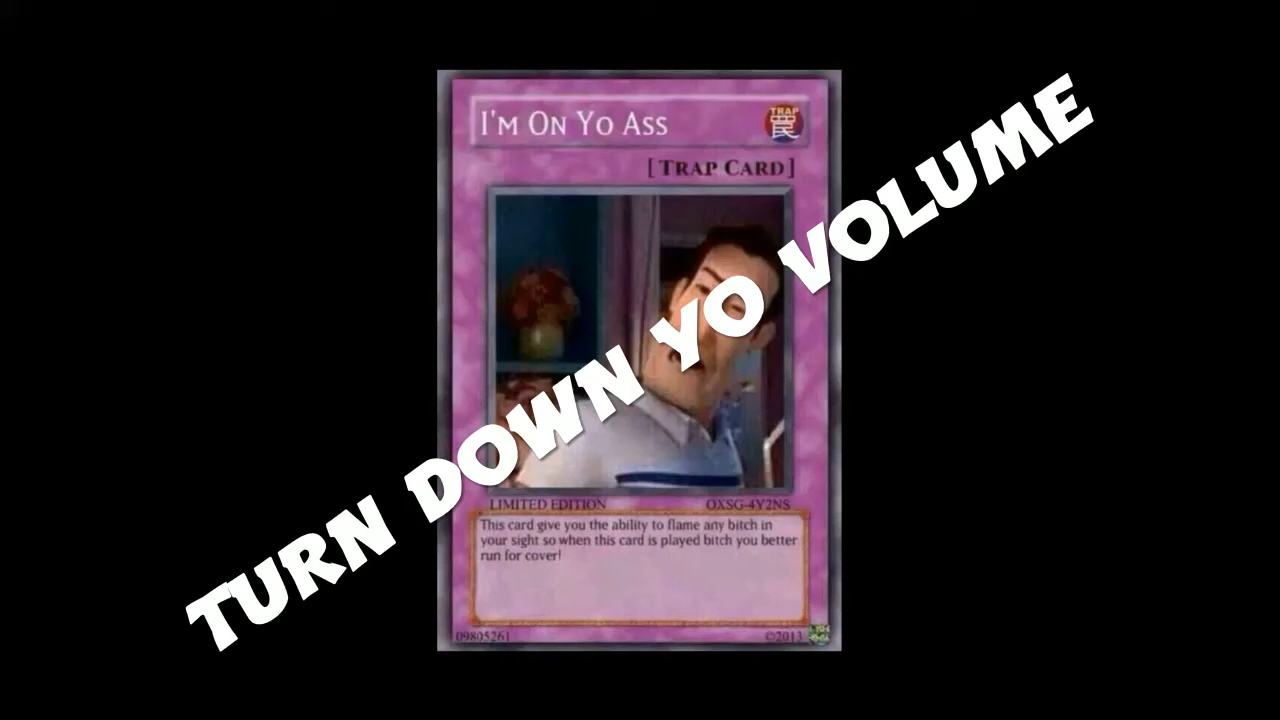 I'm On Yo Ass
TRAP
罠
[TRAP CARD]
TURN DOWN YO VOLUME
LIMITED EDITION OXSG-4Y2NS
This card give you the ability to flame any bitch in
your sight so when this card is played bitch you better
run for cover!
09805261 ©2013